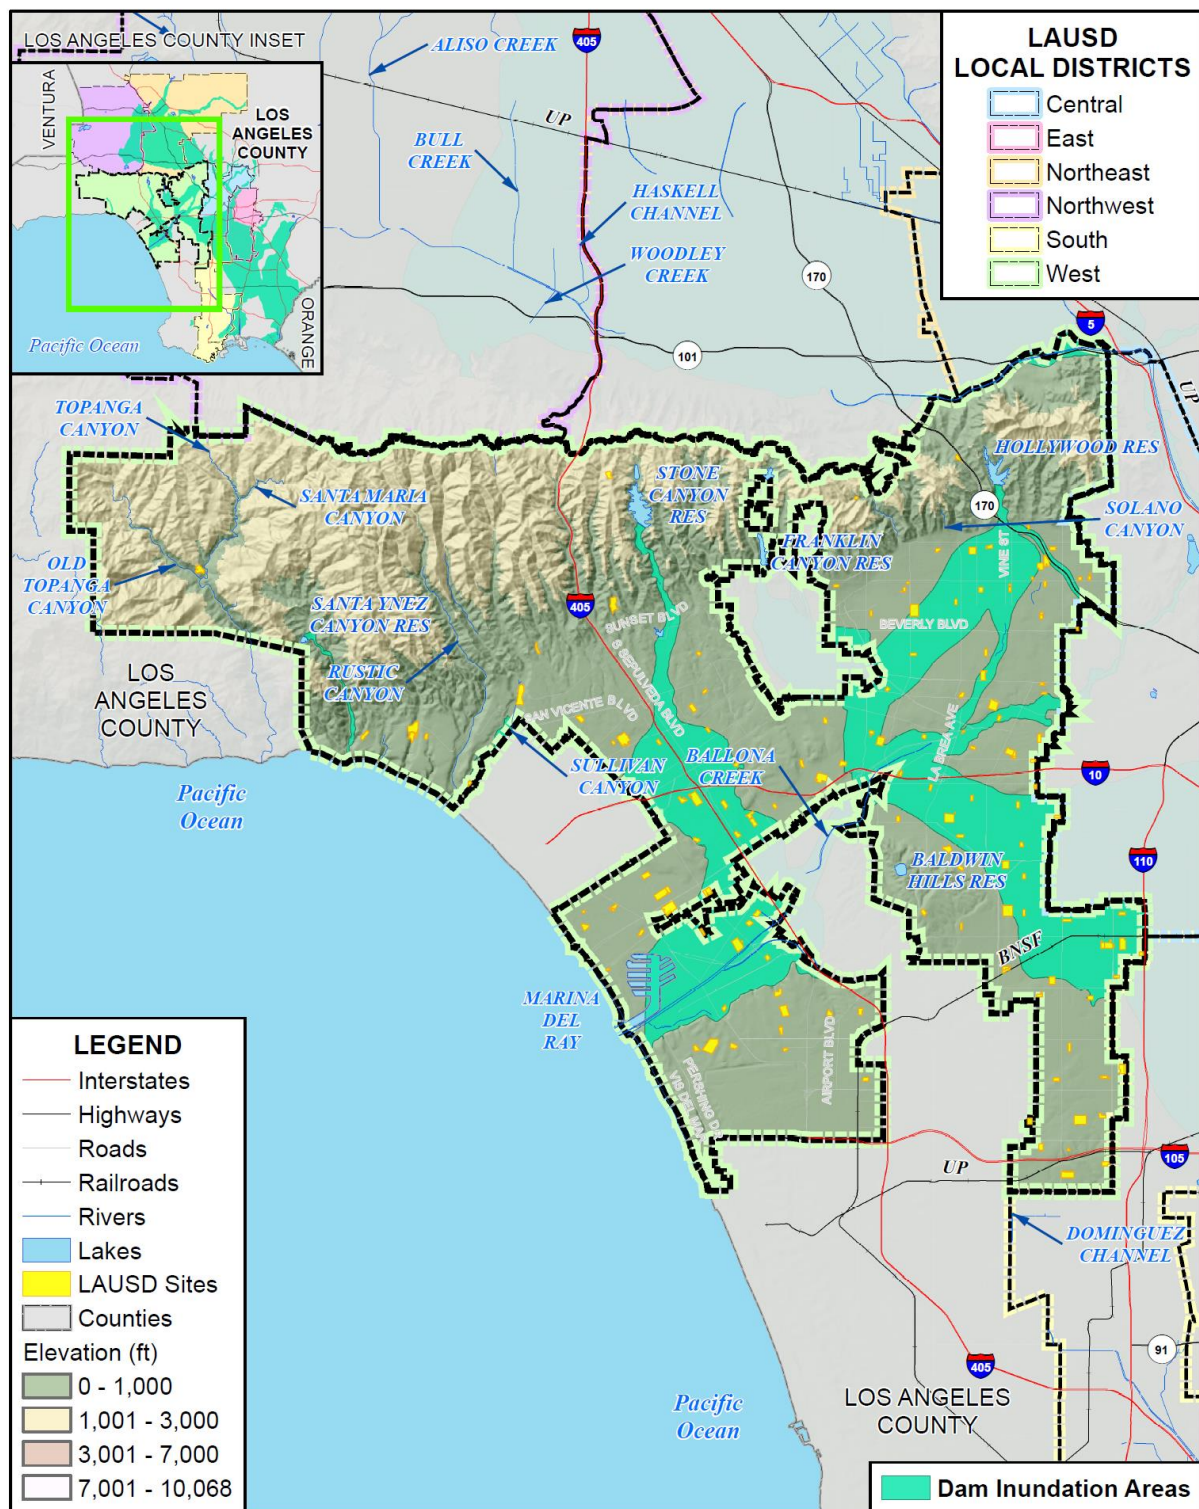 LOS ANGELES COUNTY INSET
VENTURA
LOS
ANGELES
COUNTY
ORANGE
Pacific Ocean
ALISO CREEK
405
UP
BULL
CREEK
HASKELL
CHANNEL
WOODLEY
CREEK
170
101
5
UP
LAUSD
LOCAL DISTRICTS
Central
East
Northeast
Northwest
South
West
TOPANGA
CANYON
SANTA MARIA
CANYON
OLD
TOPANGA
CANYON
STONE
CANYON
RES
HOLLYWOOD RES
170
SOLANO
CANYON
FRANKLIN
CANYON RES
VINE ST
405
SANTA YNEZ
CANYON RES
SUNSET BLVD
S SEPULVEDA BLVD
BEVERLY BLVD
RUSTIC
CANYON
LOS
ANGELES
COUNTY
SAN VICENTE BLVD
SULLIVAN
CANYON
BALLONA
CREEK
LA BREA AVE
10
Pacific
Ocean
110
BALDWIN
HILLS RES
BNSF
MARINA
DEL
RAY
PERSHING DR
VIS DEL MAR
AIRPORT BLVD
UP
105
DOMINGUEZ
CHANNEL
91
405
LOS ANGELES
COUNTY
Pacific
Ocean
LEGEND
Interstates
Highways
Roads
Railroads
Rivers
Lakes
LAUSD Sites
Counties
Elevation (ft)
0 - 1,000
1,001 - 3,000
3,001 - 7,000
7,001 - 10,068
Dam Inundation Areas